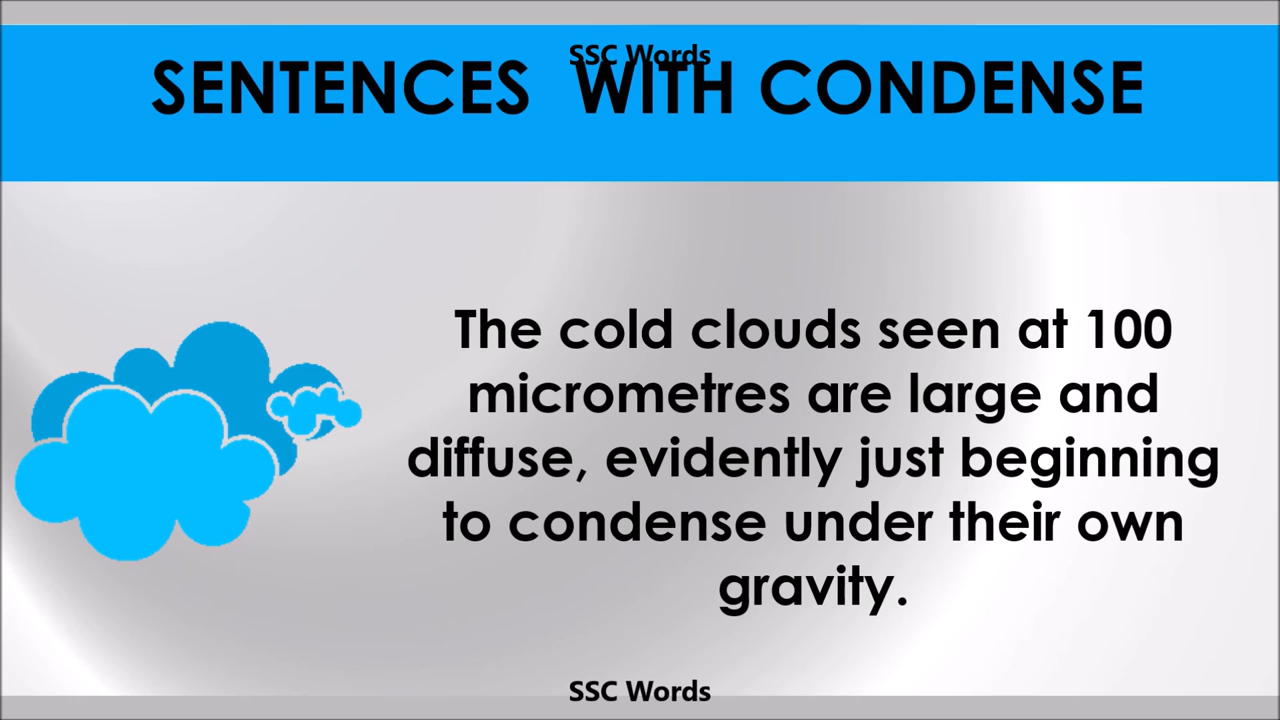 SSC Words
SENTENCES WITH CONDENSE
The cold clouds seen at 100
micrometres are large and
diffuse, evidently just beginning
to condense under their own
gravity.
SSC Words